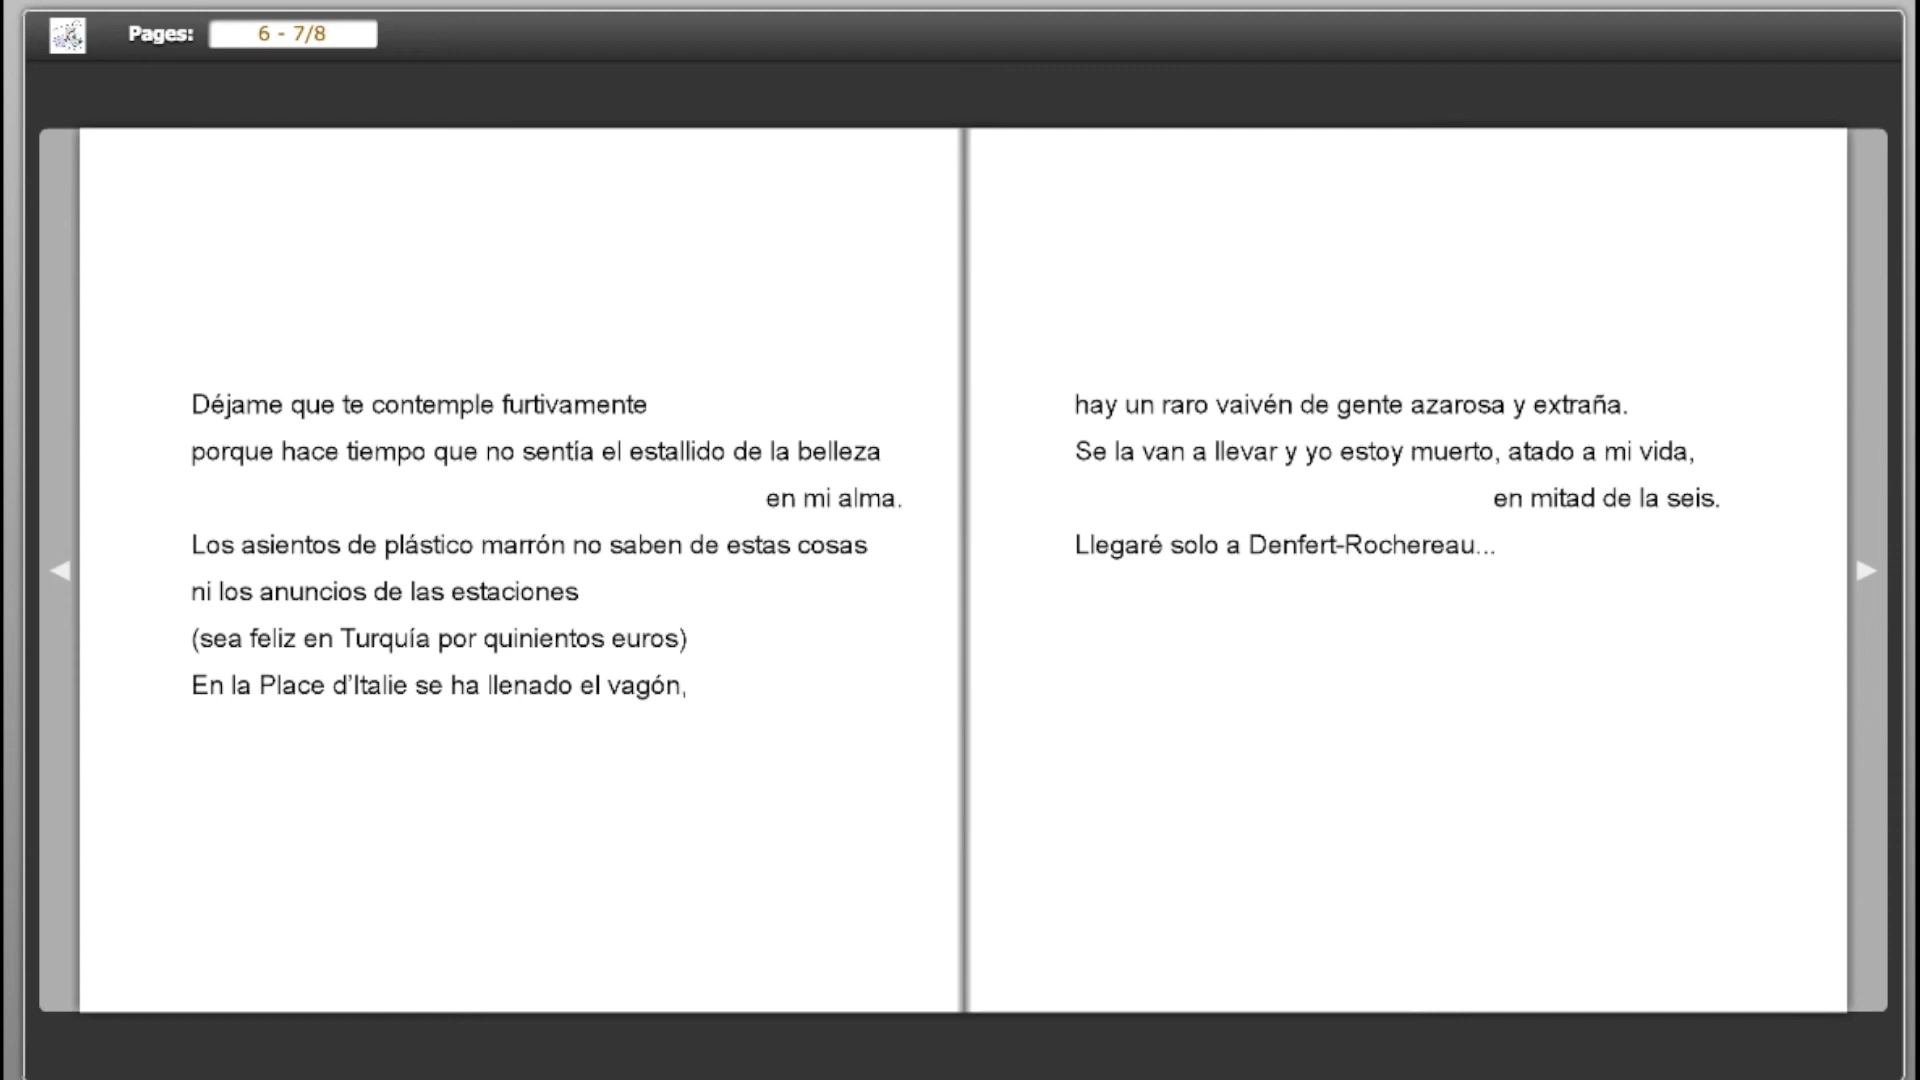 Pages: 6 - 7/8
Déjame que te contemple furtivamente
porque hace tiempo que no sentía el estallido de la belleza
en mi alma.
Los asientos de plástico marrón no saben de estas cosas
ni los anuncios de las estaciones
(sea feliz en Turquía por quinientos euros)
En la Place d’Italie se ha llenado el vagón,
hay un raro vaivén de gente azarosa y extraña.
Se la van a llevar y yo estoy muerto, atado a mi vida,
en mitad de la seis.
Llegaré solo a Denfert-Rochereau...